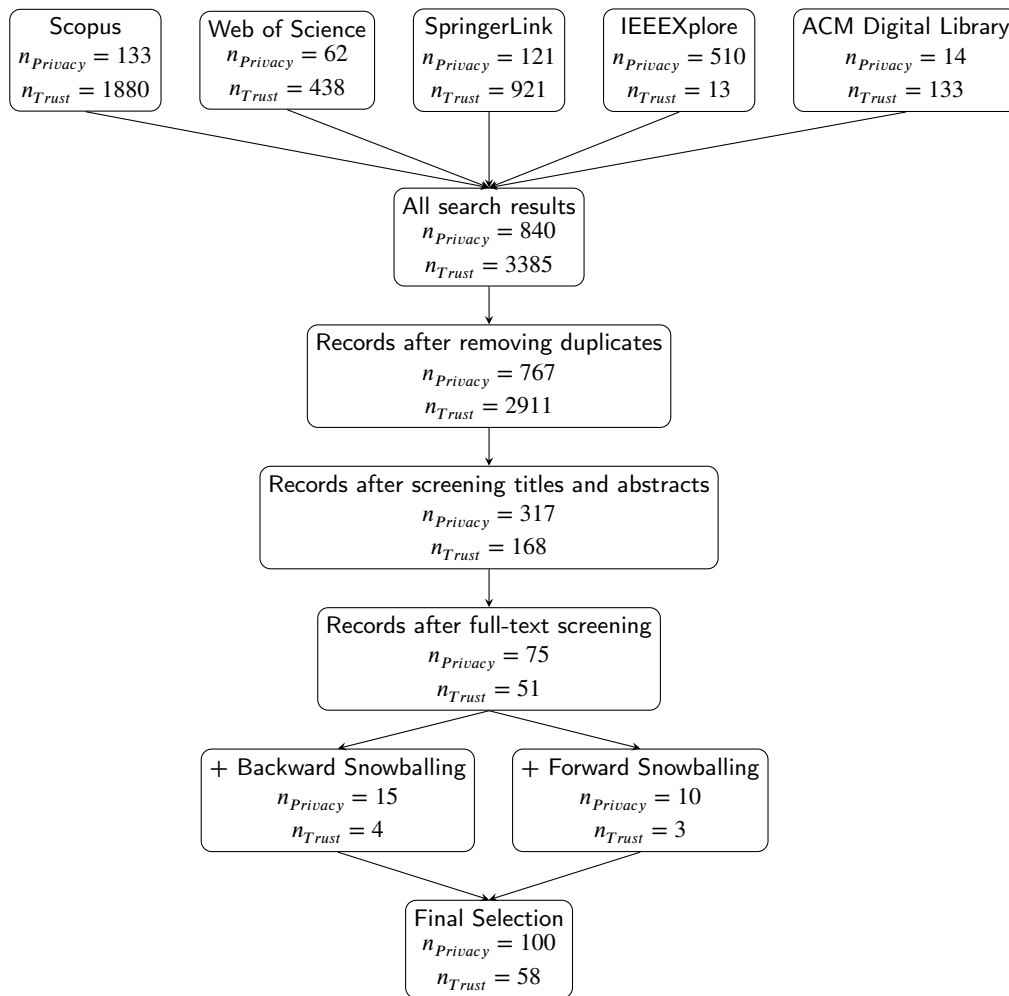 Scopus
n_Privacy = 133
n_Trust = 1880
Web of Science
n_Privacy = 62
n_Trust = 438
SpringerLink
n_Privacy = 121
n_Trust = 921
IEEEXplore
n_Privacy = 510
n_Trust = 13
ACM Digital Library
n_Privacy = 14
n_Trust = 133
All search results
n_Privacy = 840
n_Trust = 3385
Records after removing duplicates
n_Privacy = 767
n_Trust = 2911
Records after screening titles and abstracts
n_Privacy = 317
n_Trust = 168
Records after full-text screening
n_Privacy = 75
n_Trust = 51
+ Backward Snowballing
n_Privacy = 15
n_Trust = 4
+ Forward Snowballing
n_Privacy = 10
n_Trust = 3
Final Selection
n_Privacy = 100
n_Trust = 58